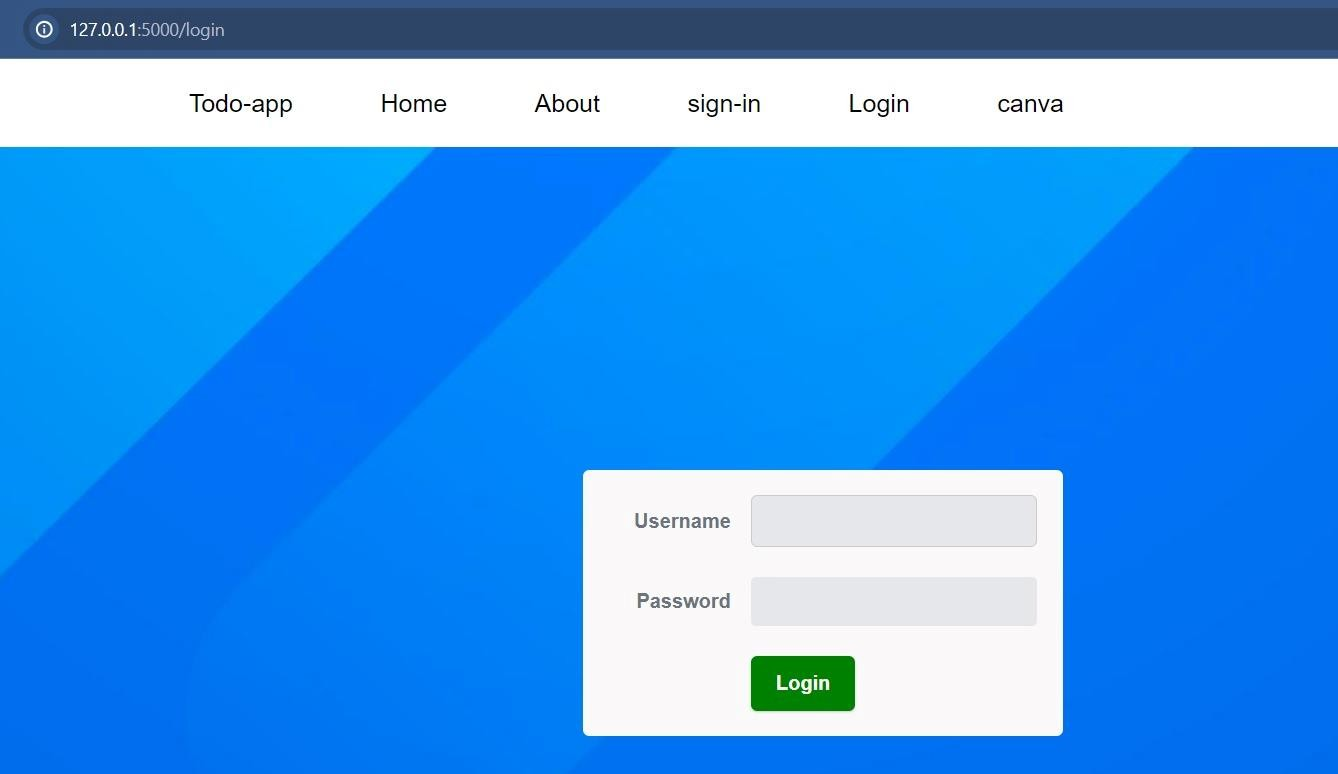 127.0.0.1:5000/login
Todo-app Home About sign-in Login canva
Username
Password
Login